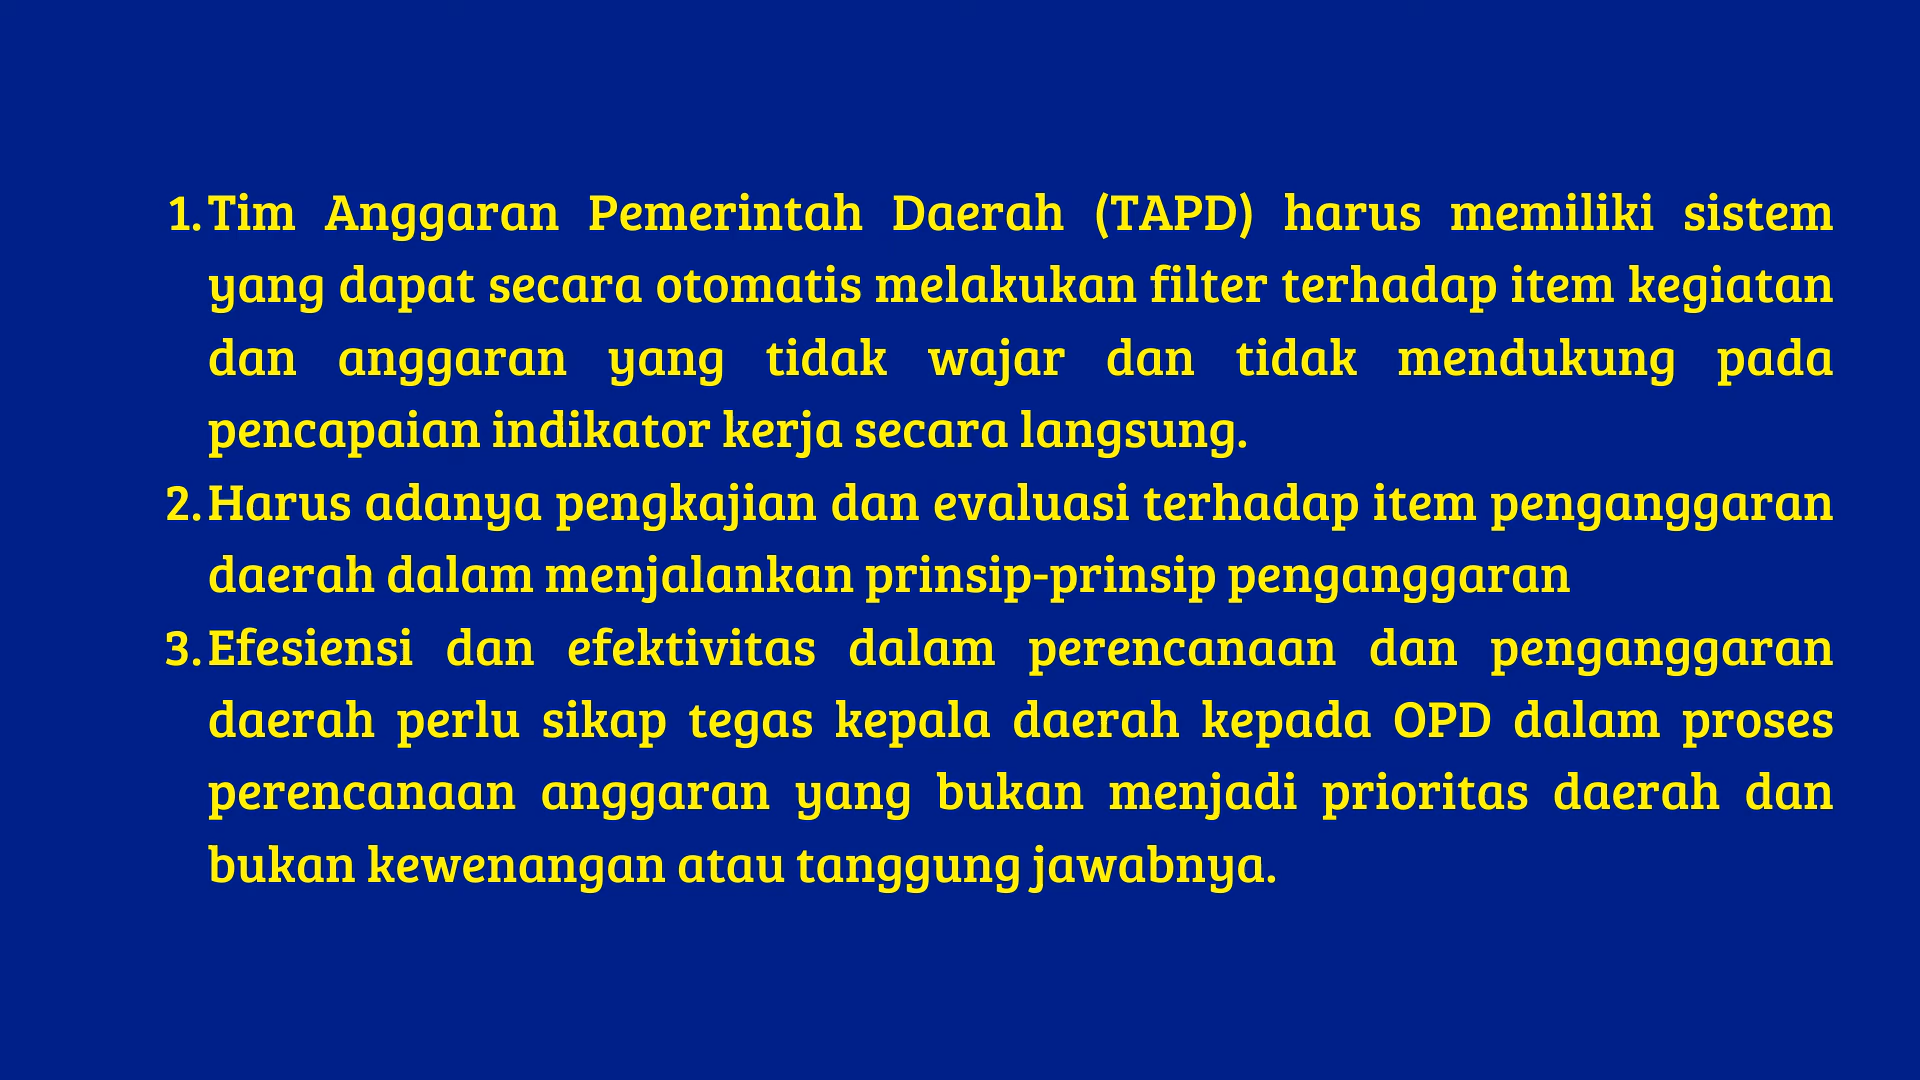 1. Tim Anggaran Pemerintah Daerah (TAPD) harus memiliki sistem
yang dapat secara otomatis melakukan filter terhadap item kegiatan
dan anggaran yang tidak wajar dan tidak mendukung pada
pencapaian indikator kerja secara langsung.
2. Harus adanya pengkajian dan evaluasi terhadap item penganggaran
daerah dalam menjalankan prinsip-prinsip penganggaran
3. Efesiensi dan efektivitas dalam perencanaan dan penganggaran
daerah perlu sikap tegas kepala daerah kepada OPD dalam proses
perencanaan anggaran yang bukan menjadi prioritas daerah dan
bukan kewenangan atau tanggung jawabnya.